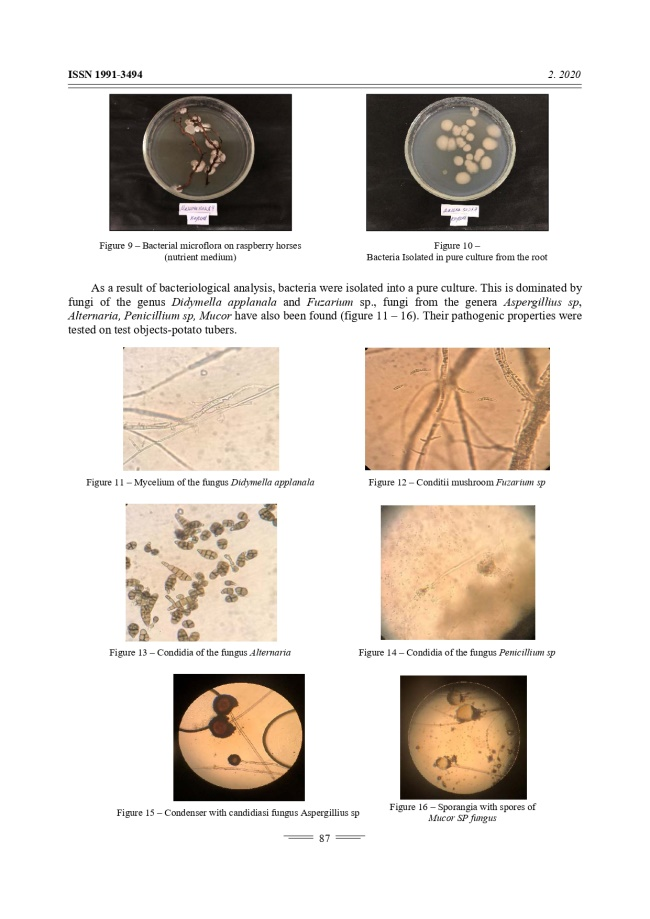 ISSN 1991-3494 2. 2020
Figure 9 – Bacterial microflora on raspberry horses
(nutrient medium)
Figure 10 –
Bacteria Isolated in pure culture from the root
As a result of bacteriological analysis, bacteria were isolated into a pure culture. This is dominated by
fungi of the genus Didymella applanala and Fuzarium sp., fungi from the genera Aspergillius sp,
Alternaria, Penicillium sp, Mucor have also been found (figure 11 – 16). Their pathogenic properties were
tested on test objects-potato tubers.
Figure 11 – Mycelium of the fungus Didymella applanala
Figure 12 – Conditii mushroom Fuzarium sp
Figure 13 – Condidia of the fungus Alternaria
Figure 14 – Condidia of the fungus Penicillium sp
Figure 15 – Condenser with candidiasi fungus Aspergillius sp
Figure 16 – Sporangia with spores of
Mucor SP fungus
87